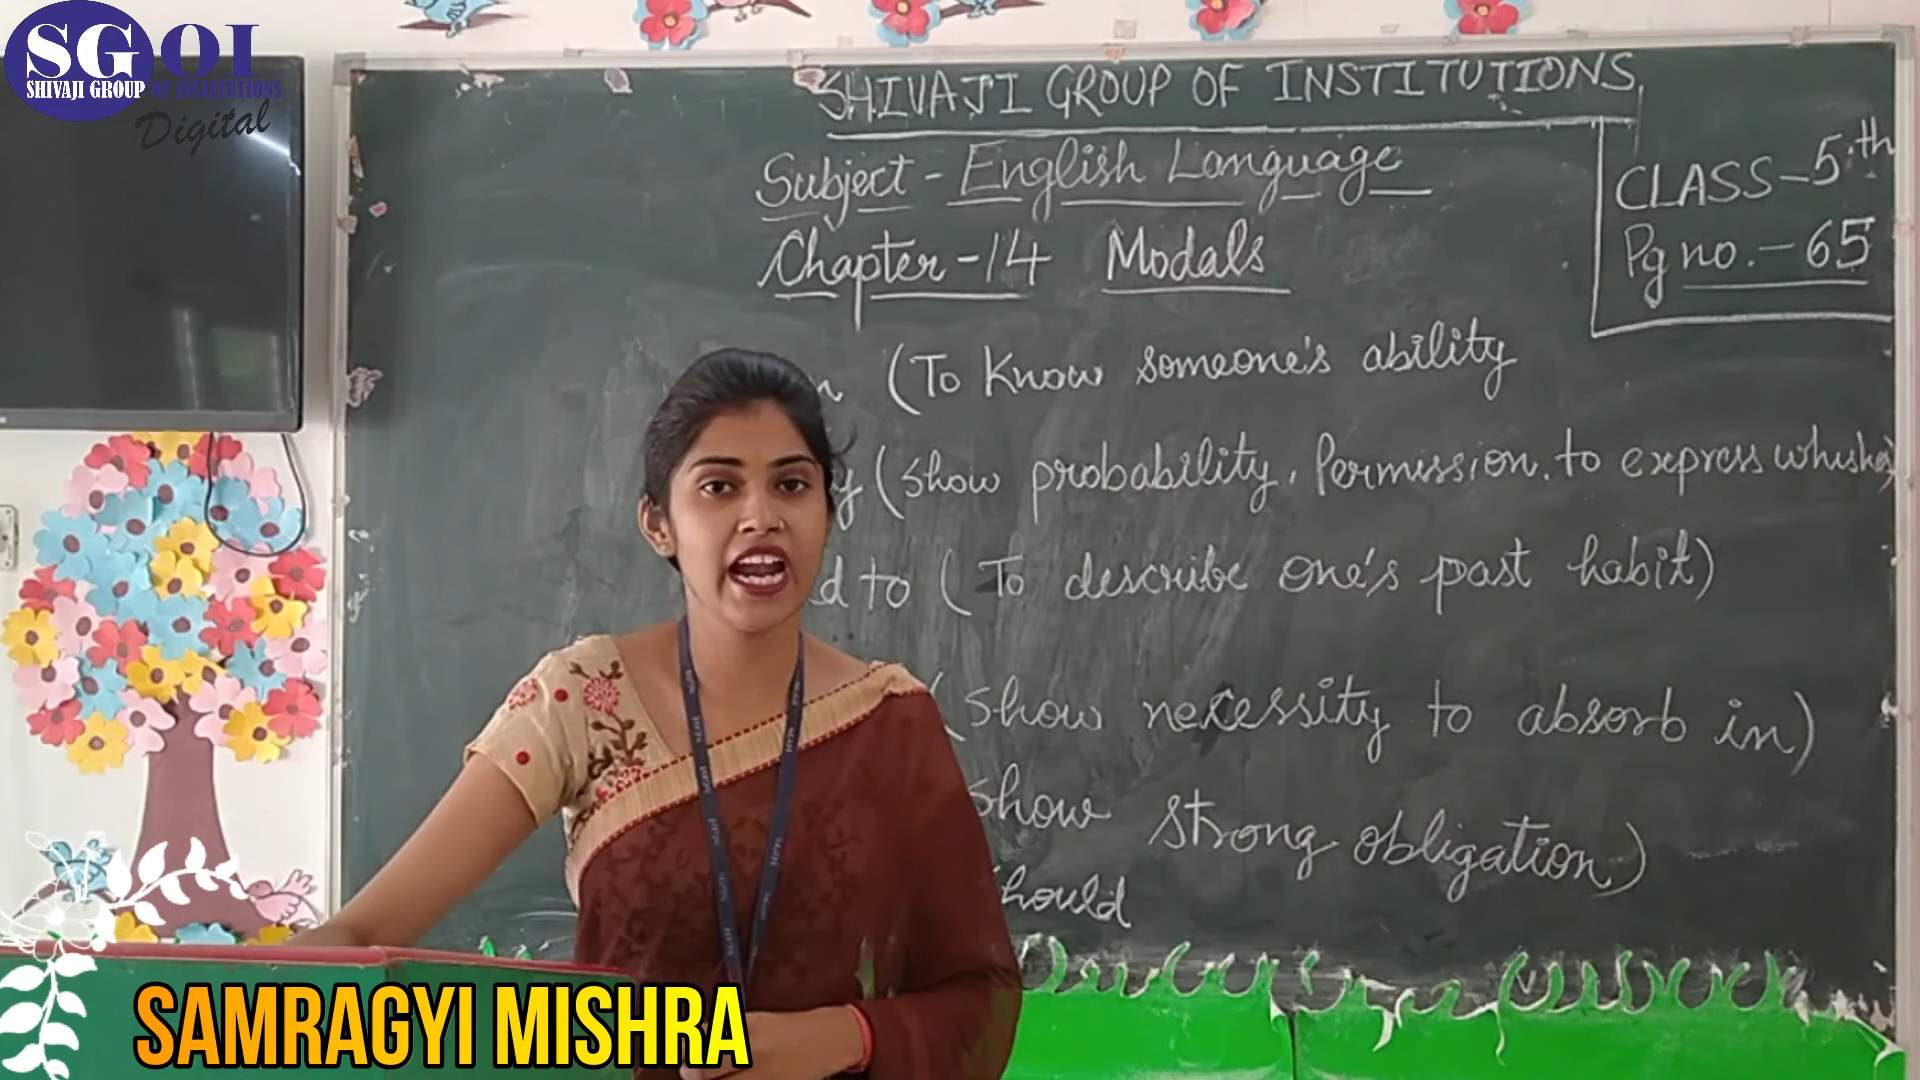 SGOI
SHIVAJI GROUP OF INSTITUTIONS
Digital
SHIVAJI GROUP OF INSTITUTIONS
CLASS-5th
Pg no.-65
Subject - English Language
Chapter-14 Modals
(To Know someone's ability
(Show probability, Permission, to express
d to (To describe one's past habit)
(Show necessity to absorb in)
Show strong obligation)
hould
SAMRAGYI MISHRA